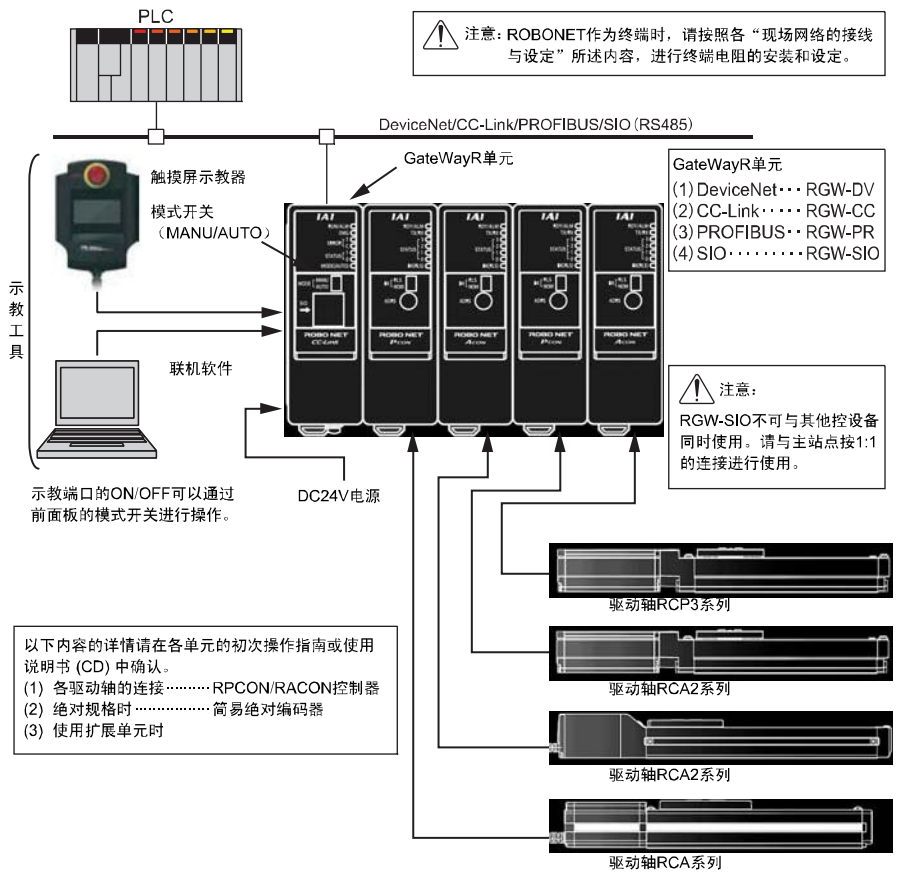 PLC
注意：ROBONET作为终端时，请按照各“现场网络的接线
与设定”所述内容，进行终端电阻的安装和设定。
DeviceNet/CC-Link/PROFIBUS/SIO（RS485）
GateWayR单元
触摸屏示教器
模式开关
（MANU/AUTO）
GateWayR单元
(1) DeviceNet··· RGW-DV
(2) CC-Link····· RGW-CC
(3) PROFIBUS·· RGW-PR
(4) SIO········· RGW-SIO
IAI
IAI
IAI
IAI
IAI
MODE
MANU
AUTO
SIO
ROBO NET
CC-Link
ROBO NET
PCON
ROBO NET
ACON
ROBO NET
PCON
ROBO NET
ACON
示教工具
联机软件
注意：
RGW-SIO不可与其他控设备
同时使用。请与主站点按1:1
的连接进行使用。
示教端口的ON/OFF可以通过
前面板的模式开关进行操作。
DC24V电源
驱动轴RCP3系列
以下内容的详情请在各单元的初次操作指南或使用
说明书 (CD) 中确认。
(1) 各驱动轴的连接········· RPCON/RACON控制器
(2) 绝对规格时·············· 简易绝对编码器
(3) 使用扩展单元时
驱动轴RCA2系列
驱动轴RCA2系列
驱动轴RCA系列